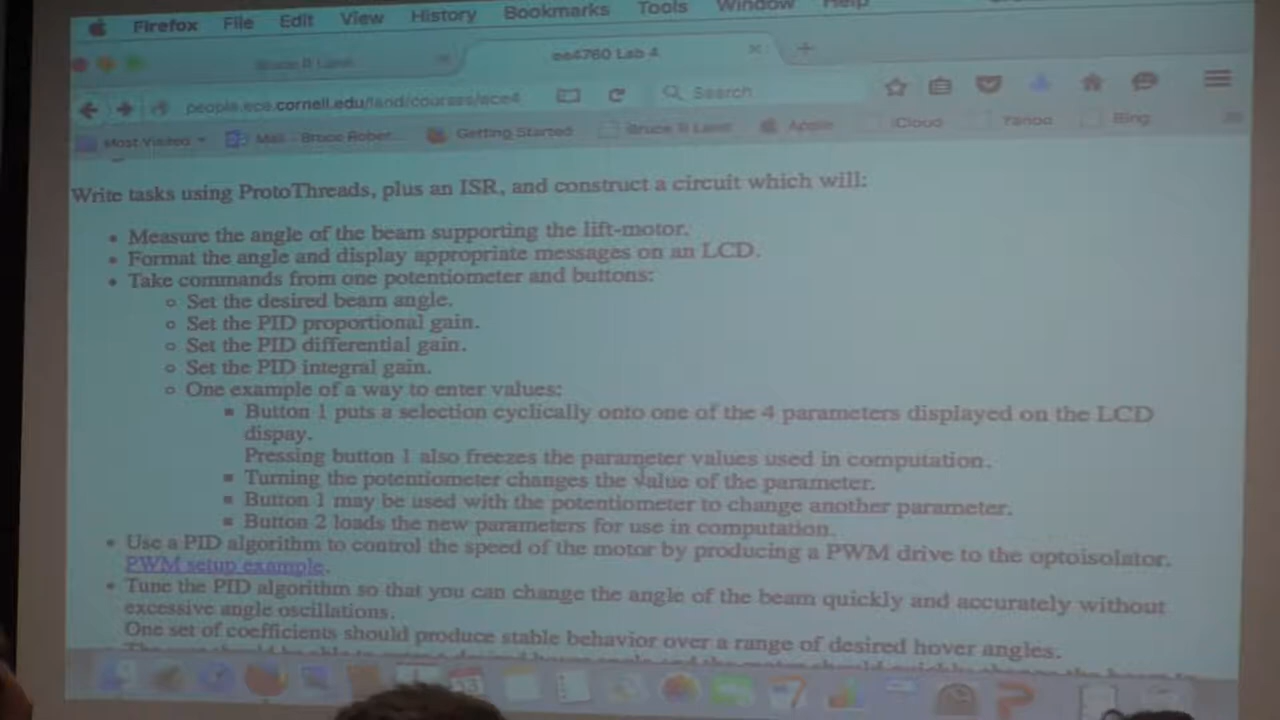 Firefox File Edit View History Bookmarks Tools Window Help
Bruce R Land
ece4760 Lab 4
people.ece.cornell.edu/land/courses/ece4
Search
Most Visited
Mail - Bruce Rober...
Getting Started
Bruce R Land
Apple
iCloud
Yahoo
Bing
Write tasks using ProtoThreads, plus an ISR, and construct a circuit which will:
Measure the angle of the beam supporting the lift-motor.
Format the angle and display appropriate messages on an LCD.
Take commands from one potentiometer and buttons:
Set the desired beam angle.
Set the PID proportional gain.
Set the PID differential gain.
Set the PID integral gain.
One example of a way to enter values:
Button 1 puts a selection cyclically onto one of the 4 parameters displayed on the LCD
dispay.
Pressing button 1 also freezes the parameter values used in computation.
Turning the potentiometer changes the value of the parameter.
Button 1 may be used with the potentiometer to change another parameter.
Button 2 loads the new parameters for use in computation.
Use a PID algorithm to control the speed of the motor by producing a PWM drive to the optoisolator.
PWM setup example.
Tune the PID algorithm so that you can change the angle of the beam quickly and accurately without
excessive angle oscillations.
One set of coefficients should produce stable behavior over a range of desired hover angles.